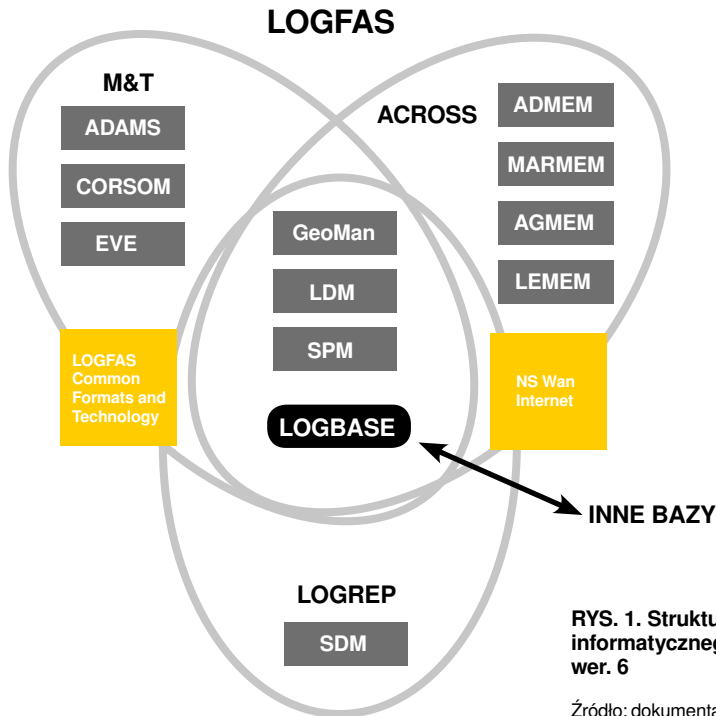 LOGFAS
M&T
ADAMS
CORSOM
EVE
ACROSS
ADMEM
MARMEM
AGMEM
LEMEM
GeoMan
LDM
SPM
LOGBASE
LOGFAS
Common
Formats and
Technology
NS Wan
Internet
INNE BAZY
LOGREP
SDM
RYS. 1. Struktu
informatyczneg
wer. 6
Źródło: dokumenta